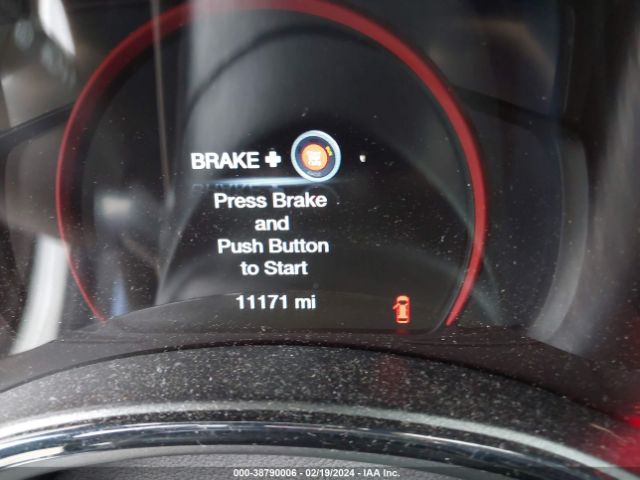 BRAKE +
Press Brake
and
Push Button
to Start
11171 mi
000-38790006 - 02/19/2024 - IAA Inc.